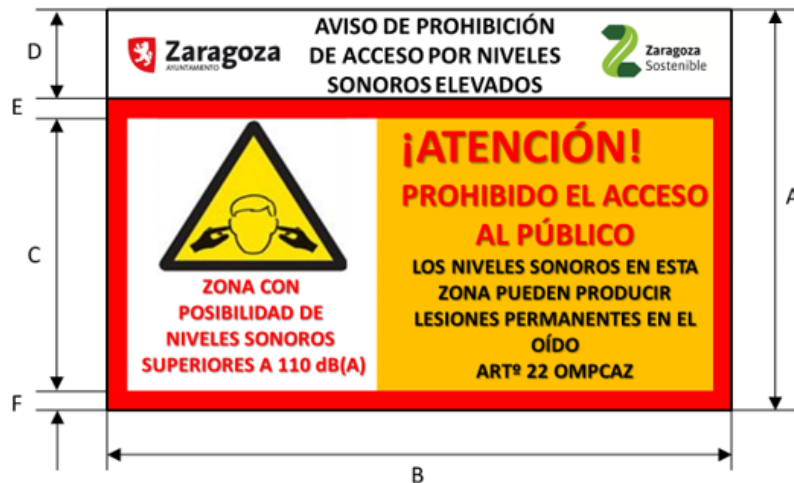 AVISO DE PROHIBICIÓN
DE ACCESO POR NIVELES
SONOROS ELEVADOS
Zaragoza
AYUNTAMIENTO
Zaragoza
Sostenible
D
E
C
F
A
B
ZONA CON
POSIBILIDAD DE
NIVELES SONOROS
SUPERIORES A 110 dB(A)
¡ATENCIÓN!
PROHIBIDO EL ACCESO
AL PÚBLICO
LOS NIVELES SONOROS EN ESTA
ZONA PUEDEN PRODUCIR
LESIONES PERMANENTES EN EL
OÍDO
ARTº 22 OMPCAZ